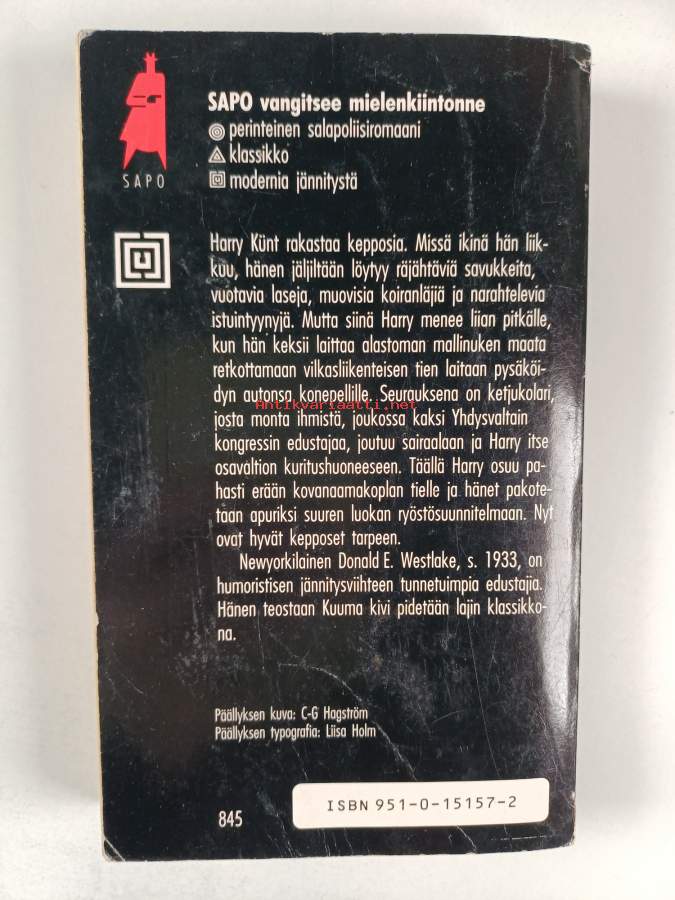 SAPO vangitsee mielenkiintonne
perinteinen salapoliisiromaani
klassikko
modernia jännitystä
SAPO
Harry Künt rakastaa kepposia. Missä ikinä hän liik-
kuu, hänen jäljiltään löytyy räjähtäviä savukkeita,
vuotavia laseja, muovisia koiranläjiä ja narahtelevia
istuintyynyjä. Mutta siinä Harry menee liian pitkälle,
kun hän keksii laittaa alastoman mallinuken maata
retkottamaan vilkasliikenteisen tien laitaan pysäköi-
dyn autonsa konepellille. Seurauksena on ketjukolari,
Antikvariaatti.net
josta monta ihmistä, joukossa kaksi Yhdysvaltain
kongressin edustajaa, joutuu sairaalaan ja Harry itse
osavaltion kuritushuoneeseen. Täällä Harry osuu pa-
hasti erään kovanaamakoplan tielle ja hänet pakote-
taan apuriksi suuren luokan ryöstösuunnitelmaan. Nyt
ovat hyvät kepposet tarpeen.
Newyorkilainen Donald E. Westlake, s. 1933, on
humoristisen jännitysviihteen tunnetuimpia edustajia.
Hänen teostaan Kuuma kivi pidetään lajin klassikko-
na.
Päällyksen kuva: C-G Hagström
Päällyksen typografia: Liisa Holm
845
ISBN 951-0-15157-2